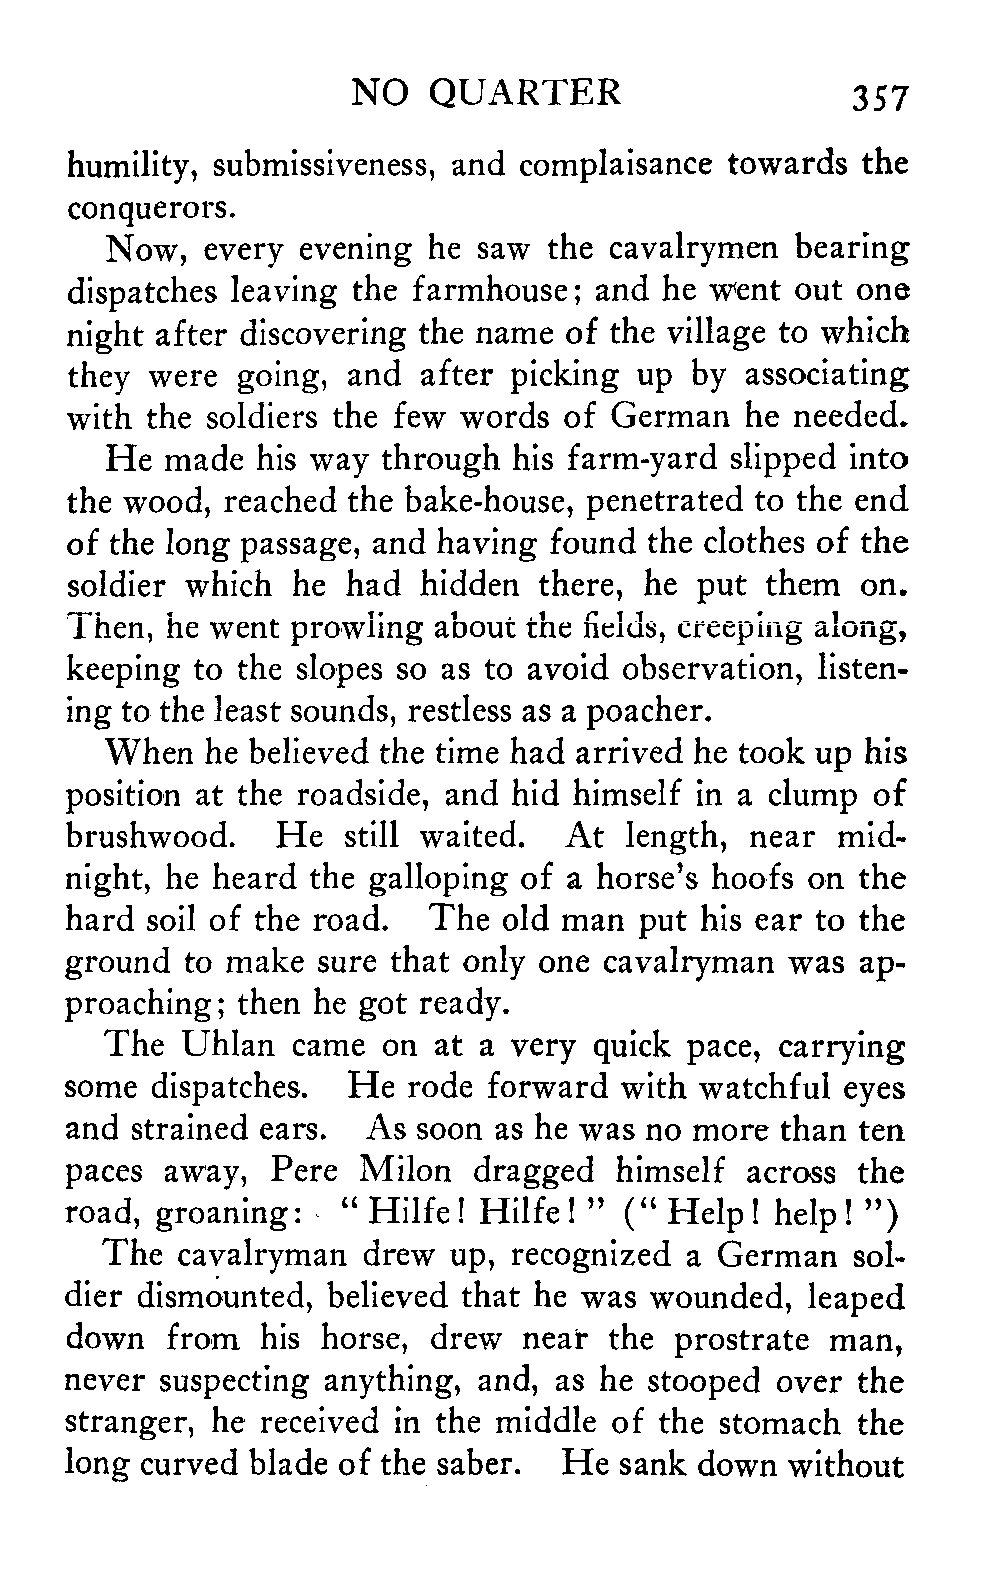 NO QUARTER 357
humility, submissiveness, and complaisance towards the
conquerors.
Now, every evening he saw the cavalrymen bearing
dispatches leaving the farmhouse; and he went out one
night after discovering the name of the village to which
they were going, and after picking up by associating
with the soldiers the few words of German he needed.
He made his way through his farm-yard slipped into
the wood, reached the bake-house, penetrated to the end
of the long passage, and having found the clothes of the
soldier which he had hidden there, he put them on.
Then, he went prowling about the fields, creeping along,
keeping to the slopes so as to avoid observation, listen-
ing to the least sounds, restless as a poacher.
When he believed the time had arrived he took up his
position at the roadside, and hid himself in a clump of
brushwood. He still waited. At length, near mid-
night, he heard the galloping of a horse's hoofs on the
hard soil of the road. The old man put his ear to the
ground to make sure that only one cavalryman was ap-
proaching; then he got ready.
The Uhlan came on at a very quick pace, carrying
some dispatches. He rode forward with watchful eyes
and strained ears. As soon as he was no more than ten
paces away, Pere Milon dragged himself across the
road, groaning: “Hilfe! Hilfe!” (“Help! help!”)
The cavalryman drew up, recognized a German sol-
dier dismounted, believed that he was wounded, leaped
down from his horse, drew near the prostrate man,
never suspecting anything, and, as he stooped over the
stranger, he received in the middle of the stomach the
long curved blade of the saber. He sank down without